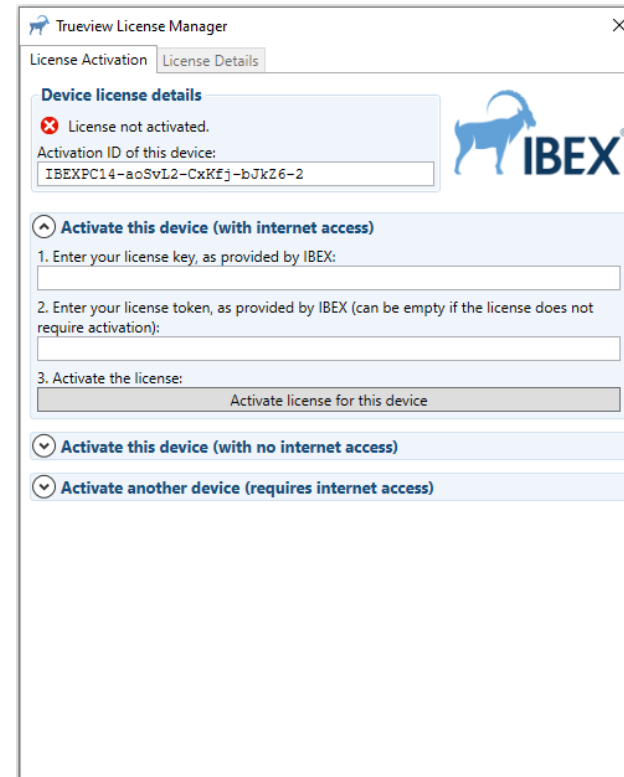 Trueview License Manager
License Activation
License Details
Device license details
License not activated.
Activation ID of this device:
IBEXPC14-aoSvL2-CxKfj-bJkZ6-2
IBEX
Activate this device (with internet access)
1. Enter your license key, as provided by IBEX:
2. Enter your license token, as provided by IBEX (can be empty if the license does not
require activation):
3. Activate the license:
Activate license for this device
Activate this device (with no internet access)
Activate another device (requires internet access)